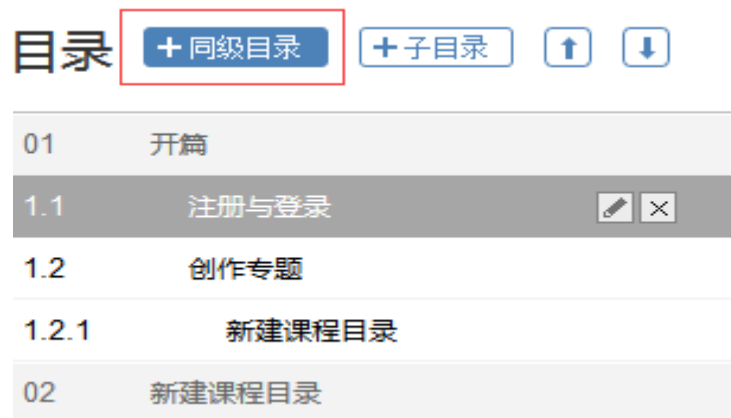 目录 +同级目录 +子目录
01 开篇
1.1 注册与登录
1.2 创作专题
1.2.1 新建课程目录
02 新建课程目录